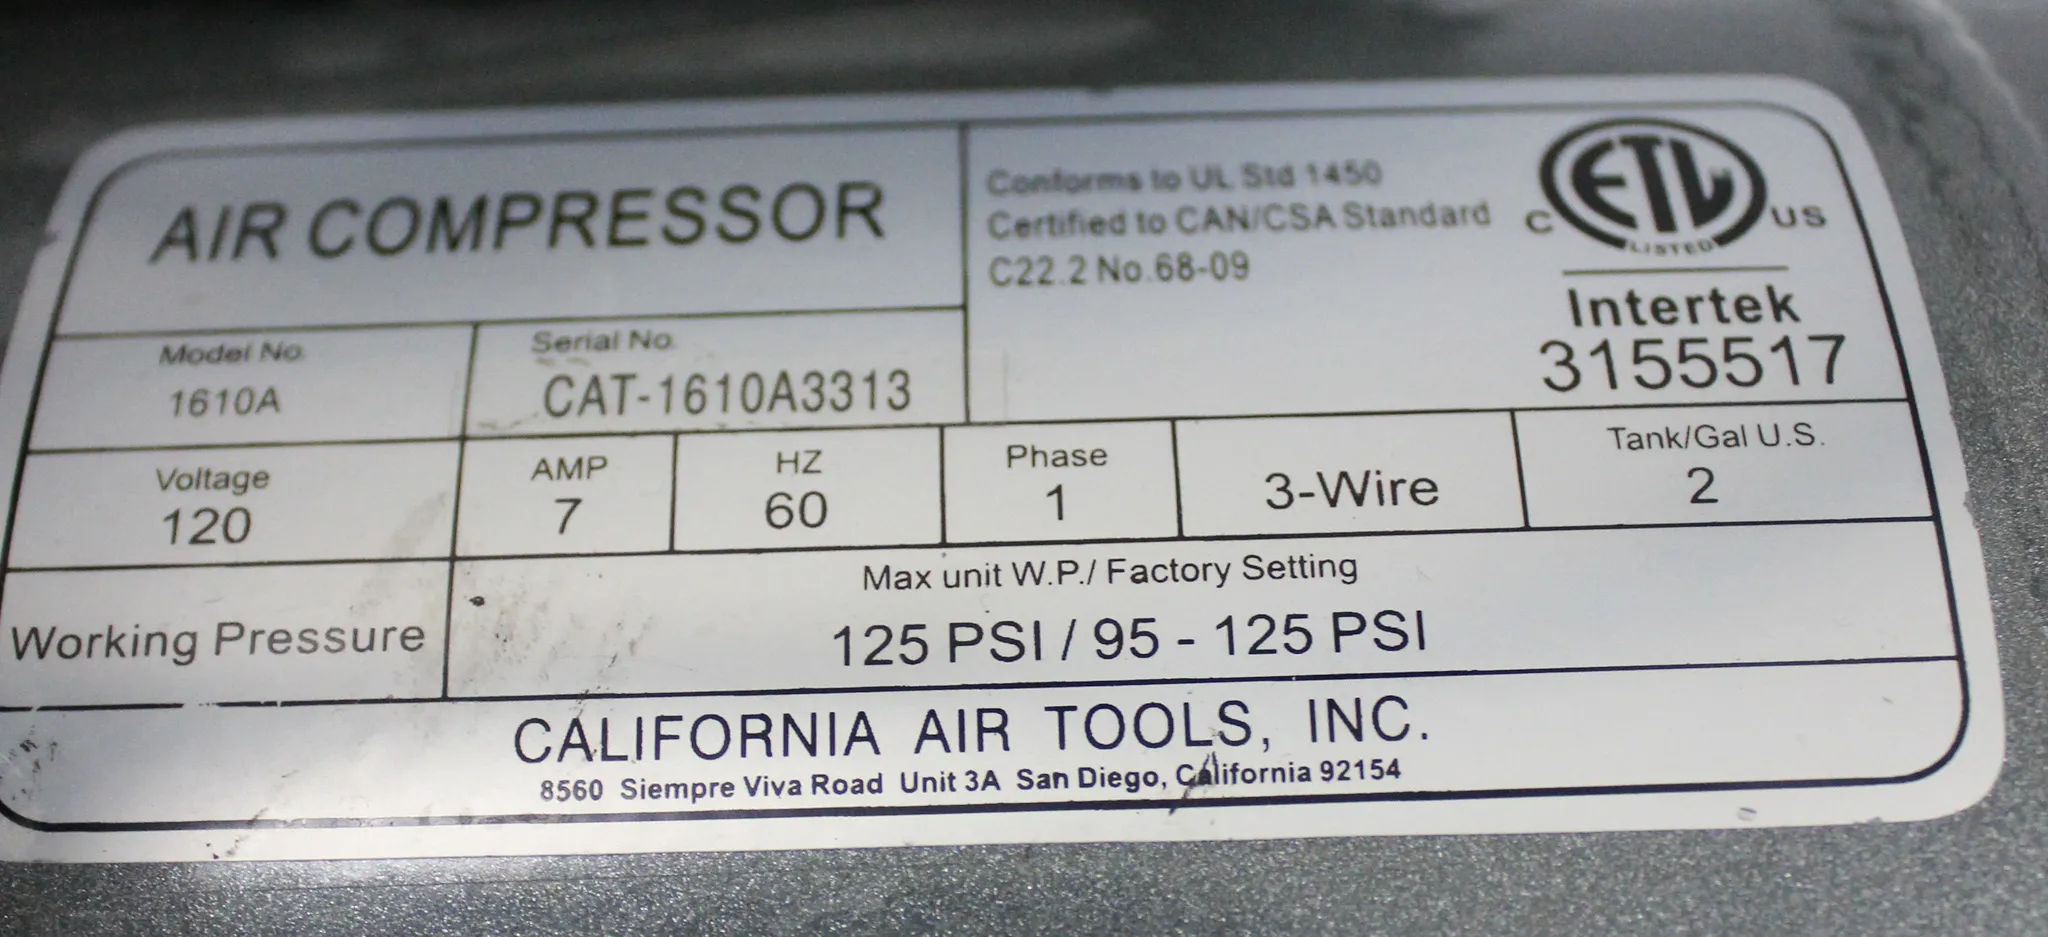 AIR COMPRESSOR
Conforms to UL Std 1450
Certified to CAN/CSA Standard
C22.2 No.68-09
C ETL US
LISTED
Intertek
3155517
Model No.
1610A
Serial No.
CAT-1610A3313
Voltage
120
AMP
7
HZ
60
Phase
1
3-Wire
Tank/Gal U.S.
2
Working Pressure
Max unit W.P./ Factory Setting
125 PSI / 95 - 125 PSI
CALIFORNIA AIR TOOLS, INC.
8560 Siempre Viva Road Unit 3A San Diego, California 92154